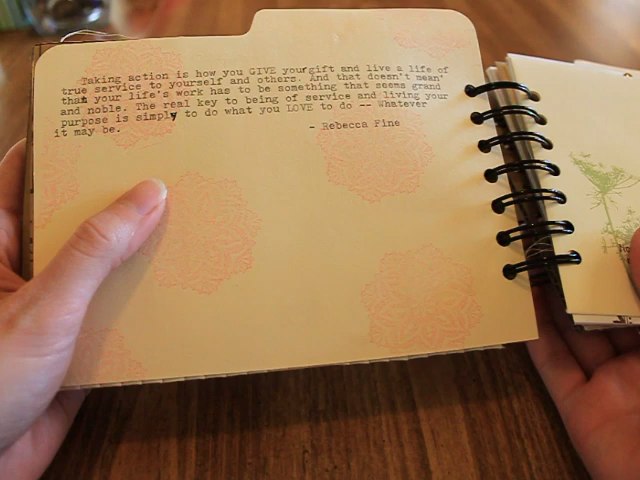 Taking action is how you GIVE your gift and live a life of
true service to yourself and others. And that doesn't mean
that your life's work has to be something that seems grand
and noble. The real key to being of service and living your
purpose is simply to do what you LOVE to do -- Whatever
it may be.
- Rebecca Fine